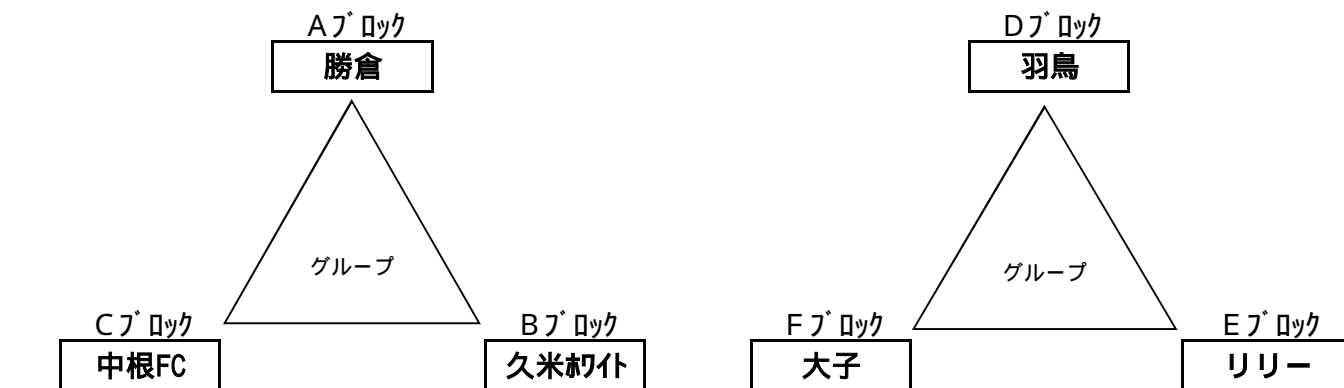 Aブロック
勝倉
グループ
Cブロック
中根FC
Bブロック
久米ホワイト
Dブロック
羽鳥
グループ
Fブロック
大子
Eブロック
リリー